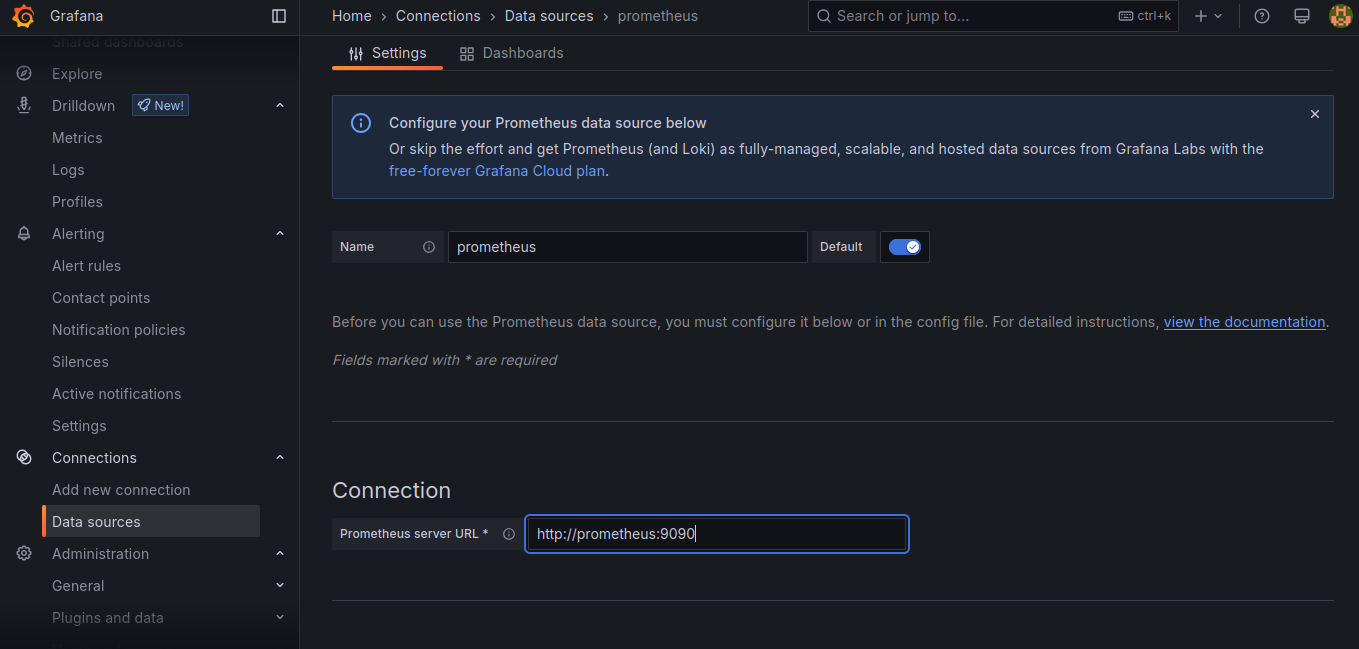 Grafana
Home › Connections › Data sources › prometheus
Search or jump to...
ctrl+k
Shared dashboards
Explore
Drilldown
New!
Metrics
Logs
Profiles
Alerting
Alert rules
Contact points
Notification policies
Silences
Active notifications
Settings
Connections
Add new connection
Data sources
Administration
General
Plugins and data
Settings
Dashboards
Configure your Prometheus data source below
Or skip the effort and get Prometheus (and Loki) as fully-managed, scalable, and hosted data sources from Grafana Labs with the
free-forever Grafana Cloud plan.
Name
prometheus
Default
Before you can use the Prometheus data source, you must configure it below or in the config file. For detailed instructions, view the documentation.
Fields marked with * are required
Connection
Prometheus server URL *
http://prometheus:9090